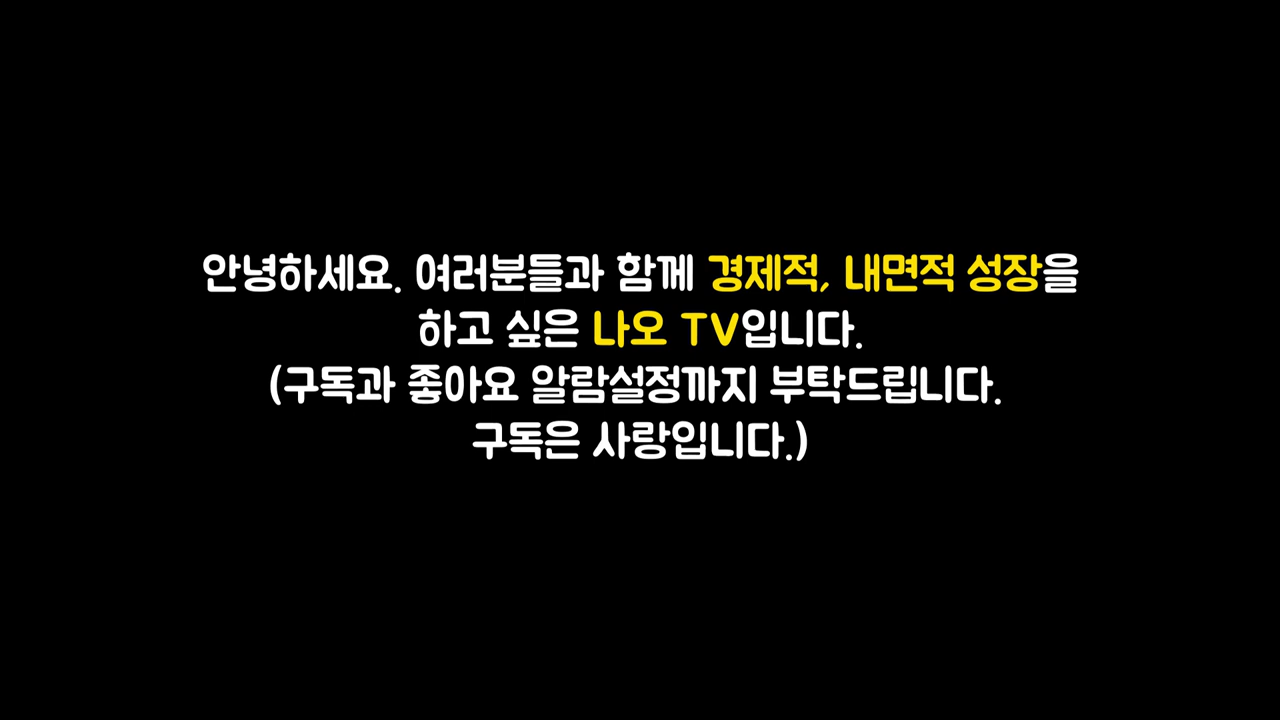 안녕하세요. 여러분들과 함께 경제적, 내면적 성장을
하고 싶은 나오 TV입니다.
(구독과 좋아요 알람설정까지 부탁드립니다.
구독은 사랑입니다.)